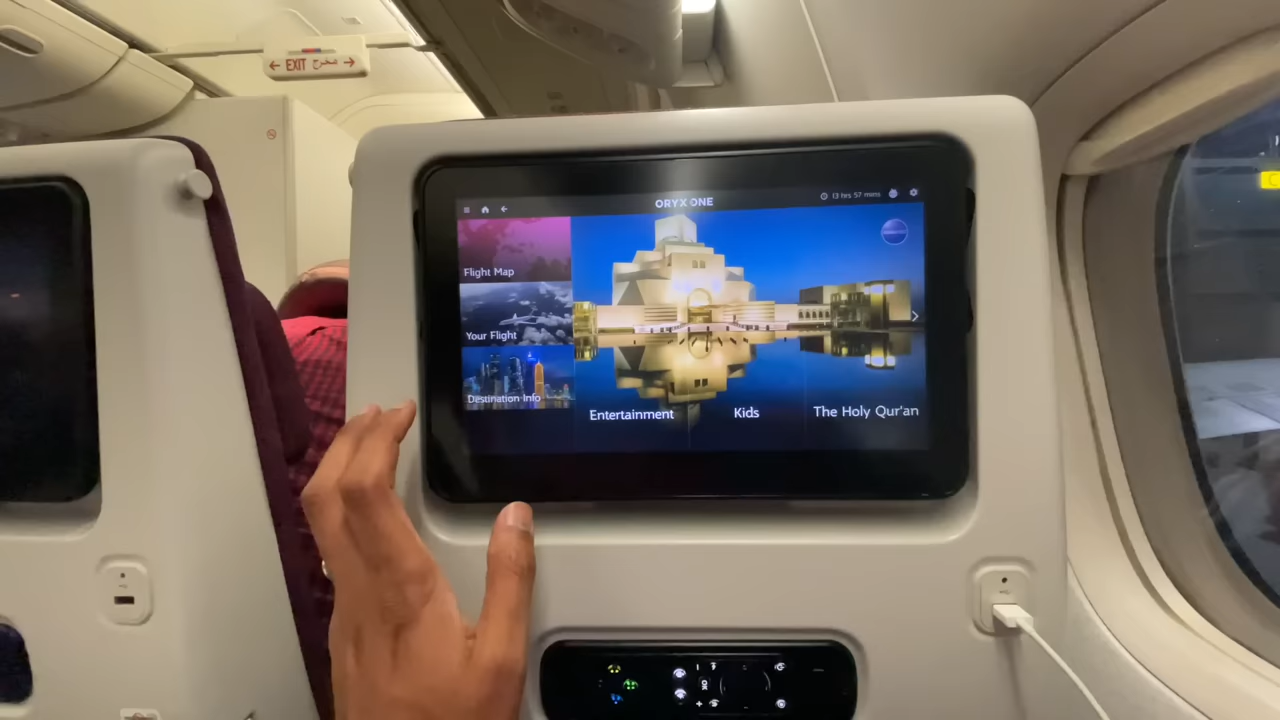 ← EXIT مخرج →
ORYX ONE
13 hrs 57 mins
Flight Map
Your Flight
Destination Info
Entertainment
Kids
The Holy Qur'an
OK